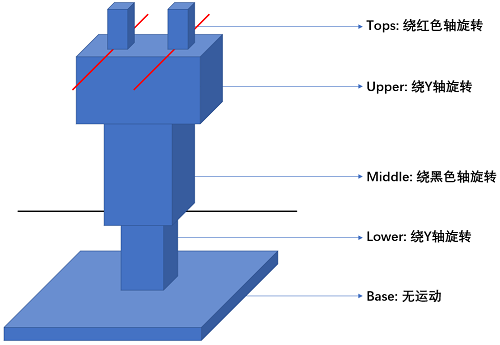 Tops: 绕红色轴旋转
Upper: 绕Y轴旋转
Middle: 绕黑色轴旋转
Lower: 绕Y轴旋转
Base: 无运动